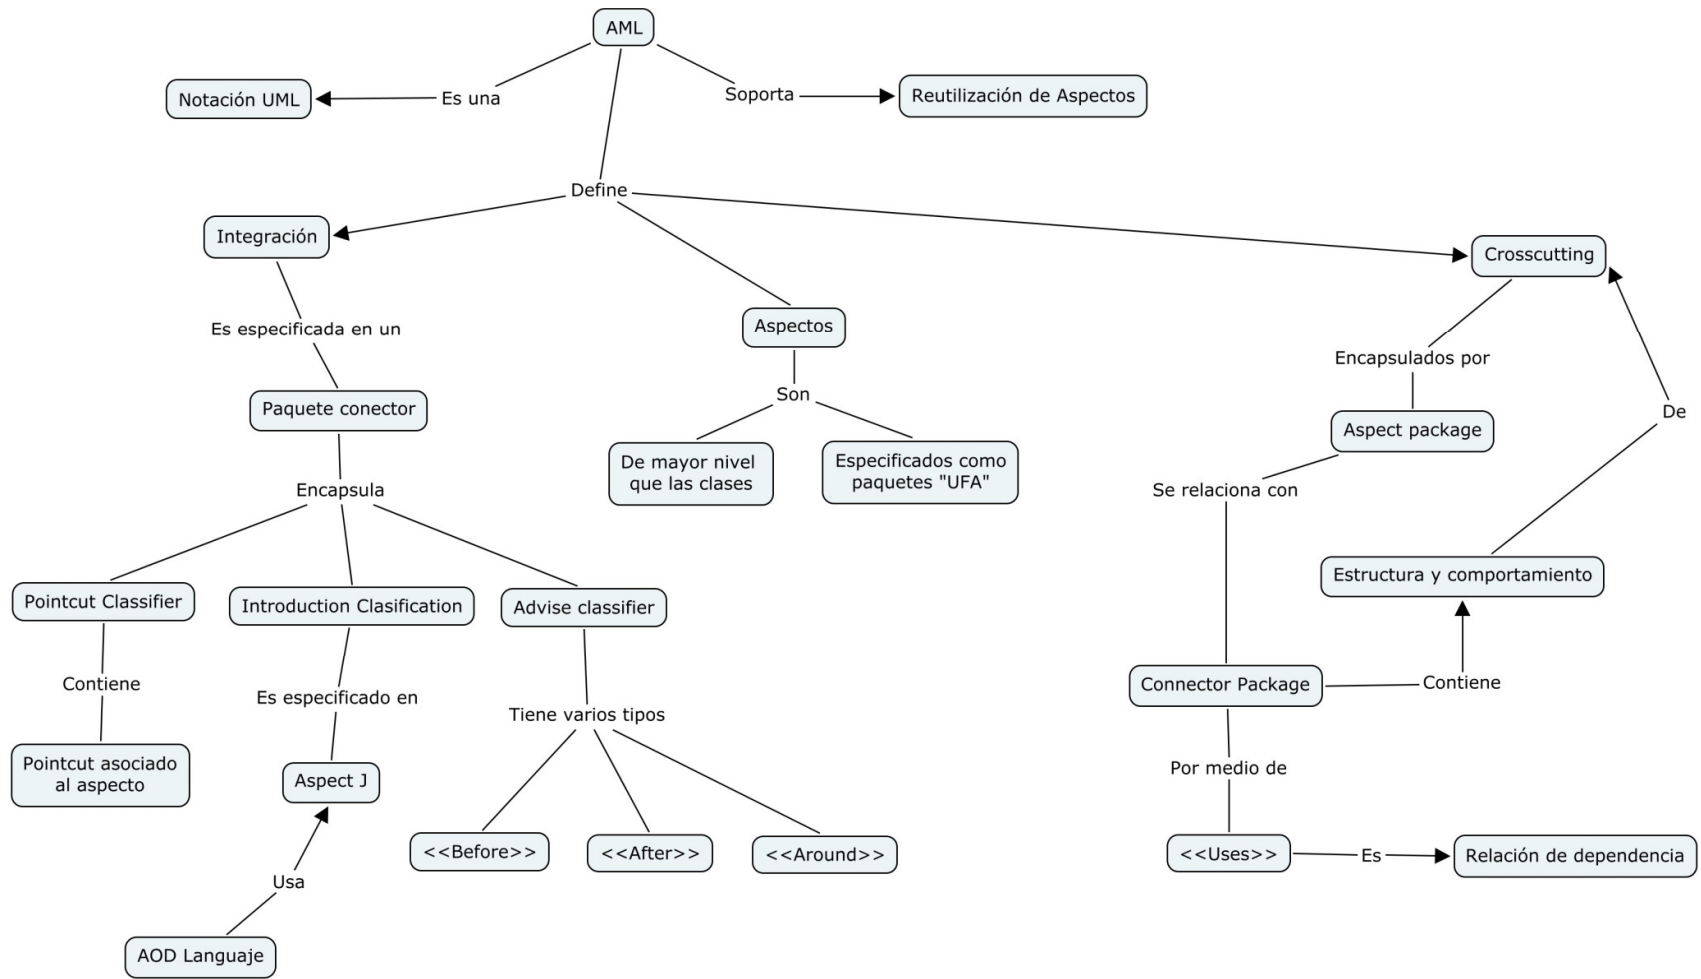 AML
Notación UML
Es una
Soporta
Reutilización de Aspectos
Define
Integración
Crosscutting
Es especificada en un
Aspectos
Encapsulados por
Paquete conector
Son
De
Aspect package
De mayor nivel
que las clases
Especificados como
paquetes "UFA"
Encapsula
Se relaciona con
Pointcut Classifier
Introduction Clasification
Advise classifier
Estructura y comportamiento
Contiene
Es especificado en
Tiene varios tipos
Connector Package
Contiene
Pointcut asociado
al aspecto
Aspect J
Por medio de
<<Before>>
<<After>>
<<Around>>
<<Uses>>
Es
Relación de dependencia
Usa
AOD Languaje